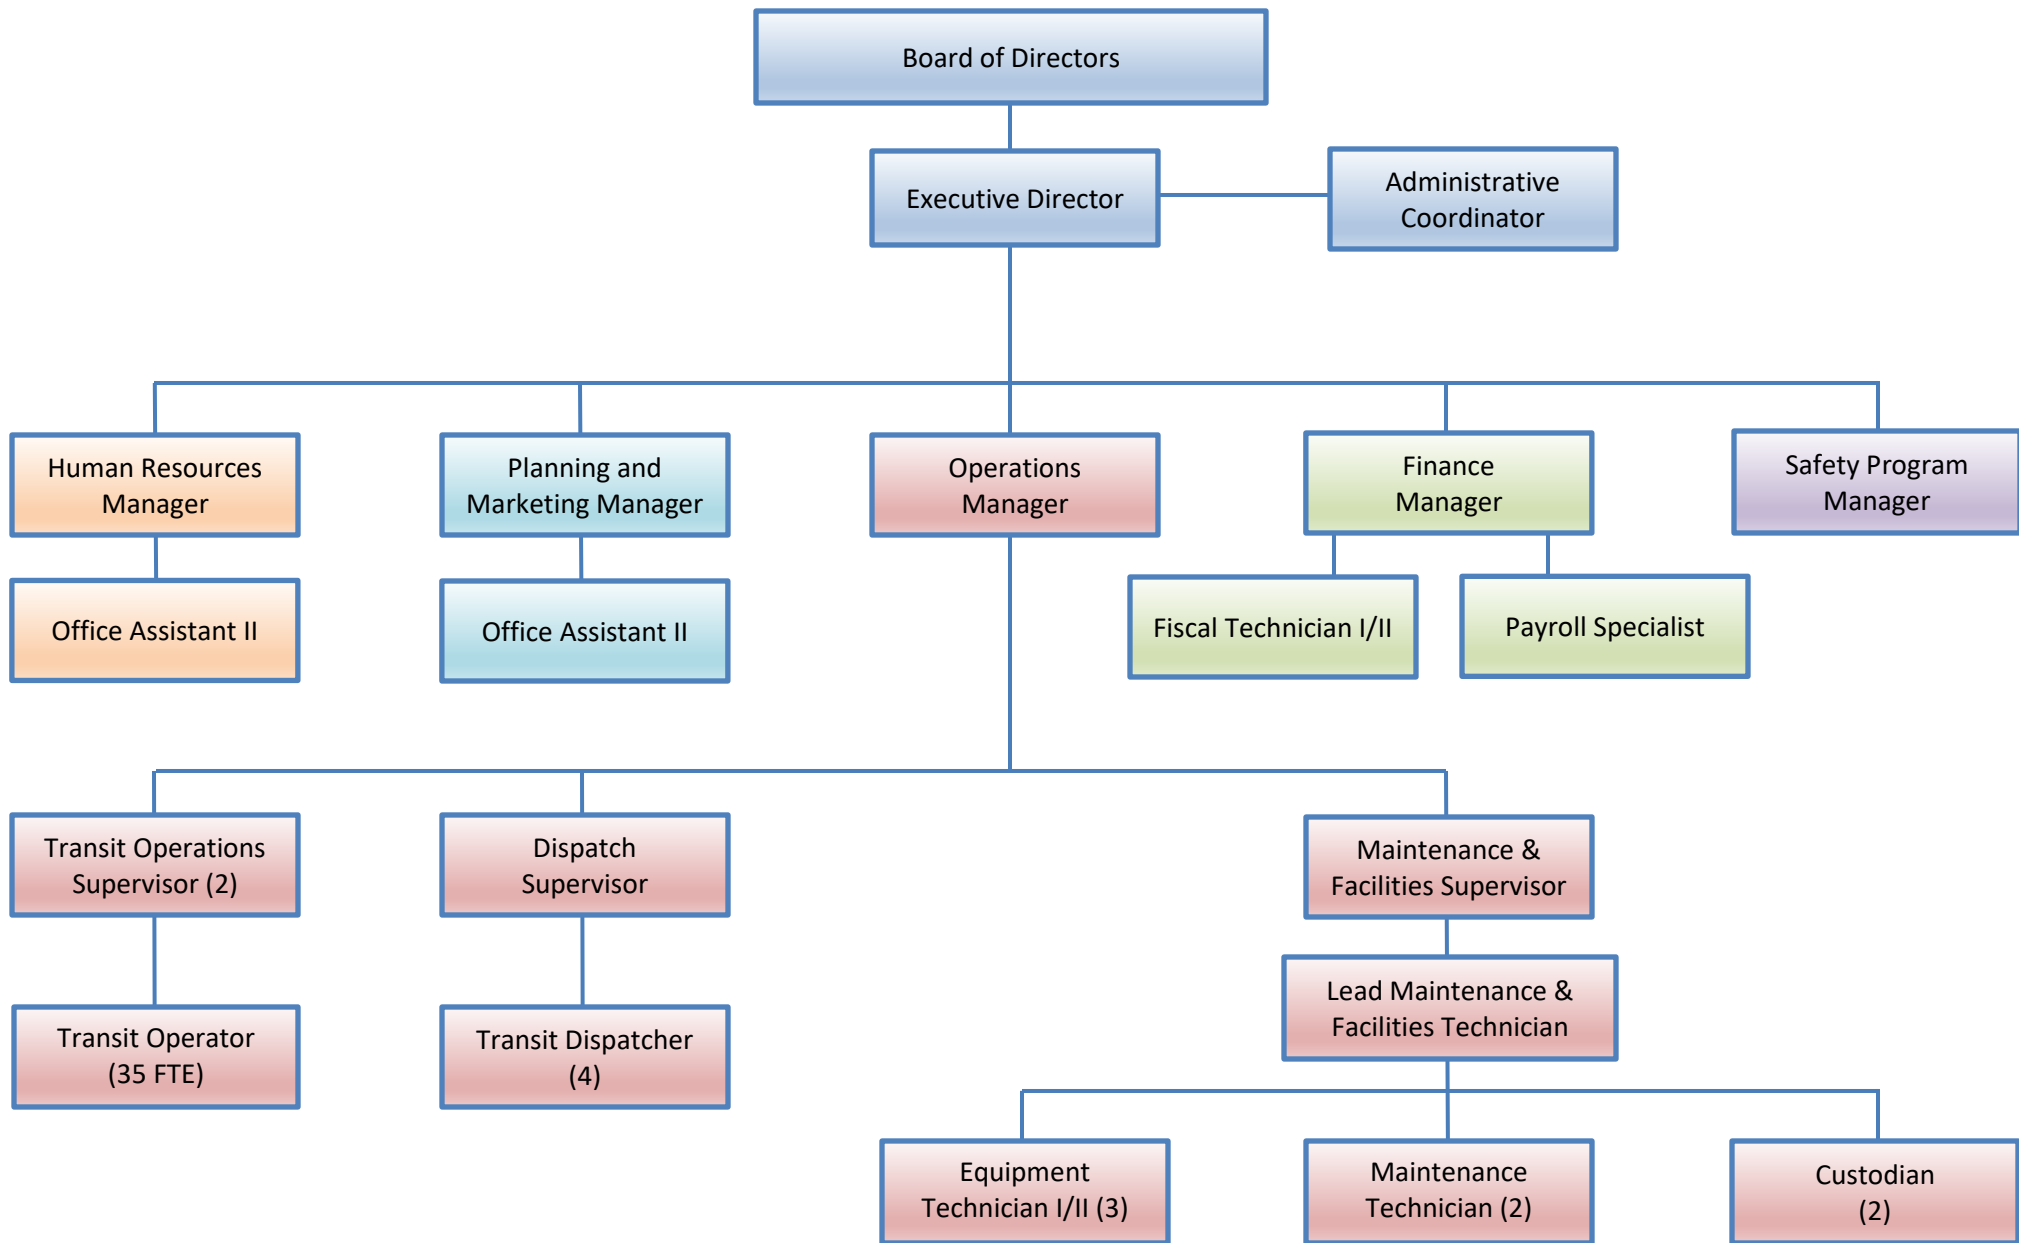 Board of Directors
Executive Director
Administrative
Coordinator
Human Resources
Manager
Planning and
Marketing Manager
Operations
Manager
Finance
Manager
Safety Program
Manager
Office Assistant II
Office Assistant II
Fiscal Technician I/II
Payroll Specialist
Transit Operations
Supervisor (2)
Dispatch
Supervisor
Maintenance &
Facilities Supervisor
Lead Maintenance &
Facilities Technician
Transit Operator
(35 FTE)
Transit Dispatcher
(4)
Equipment
Technician I/II (3)
Maintenance
Technician (2)
Custodian
(2)